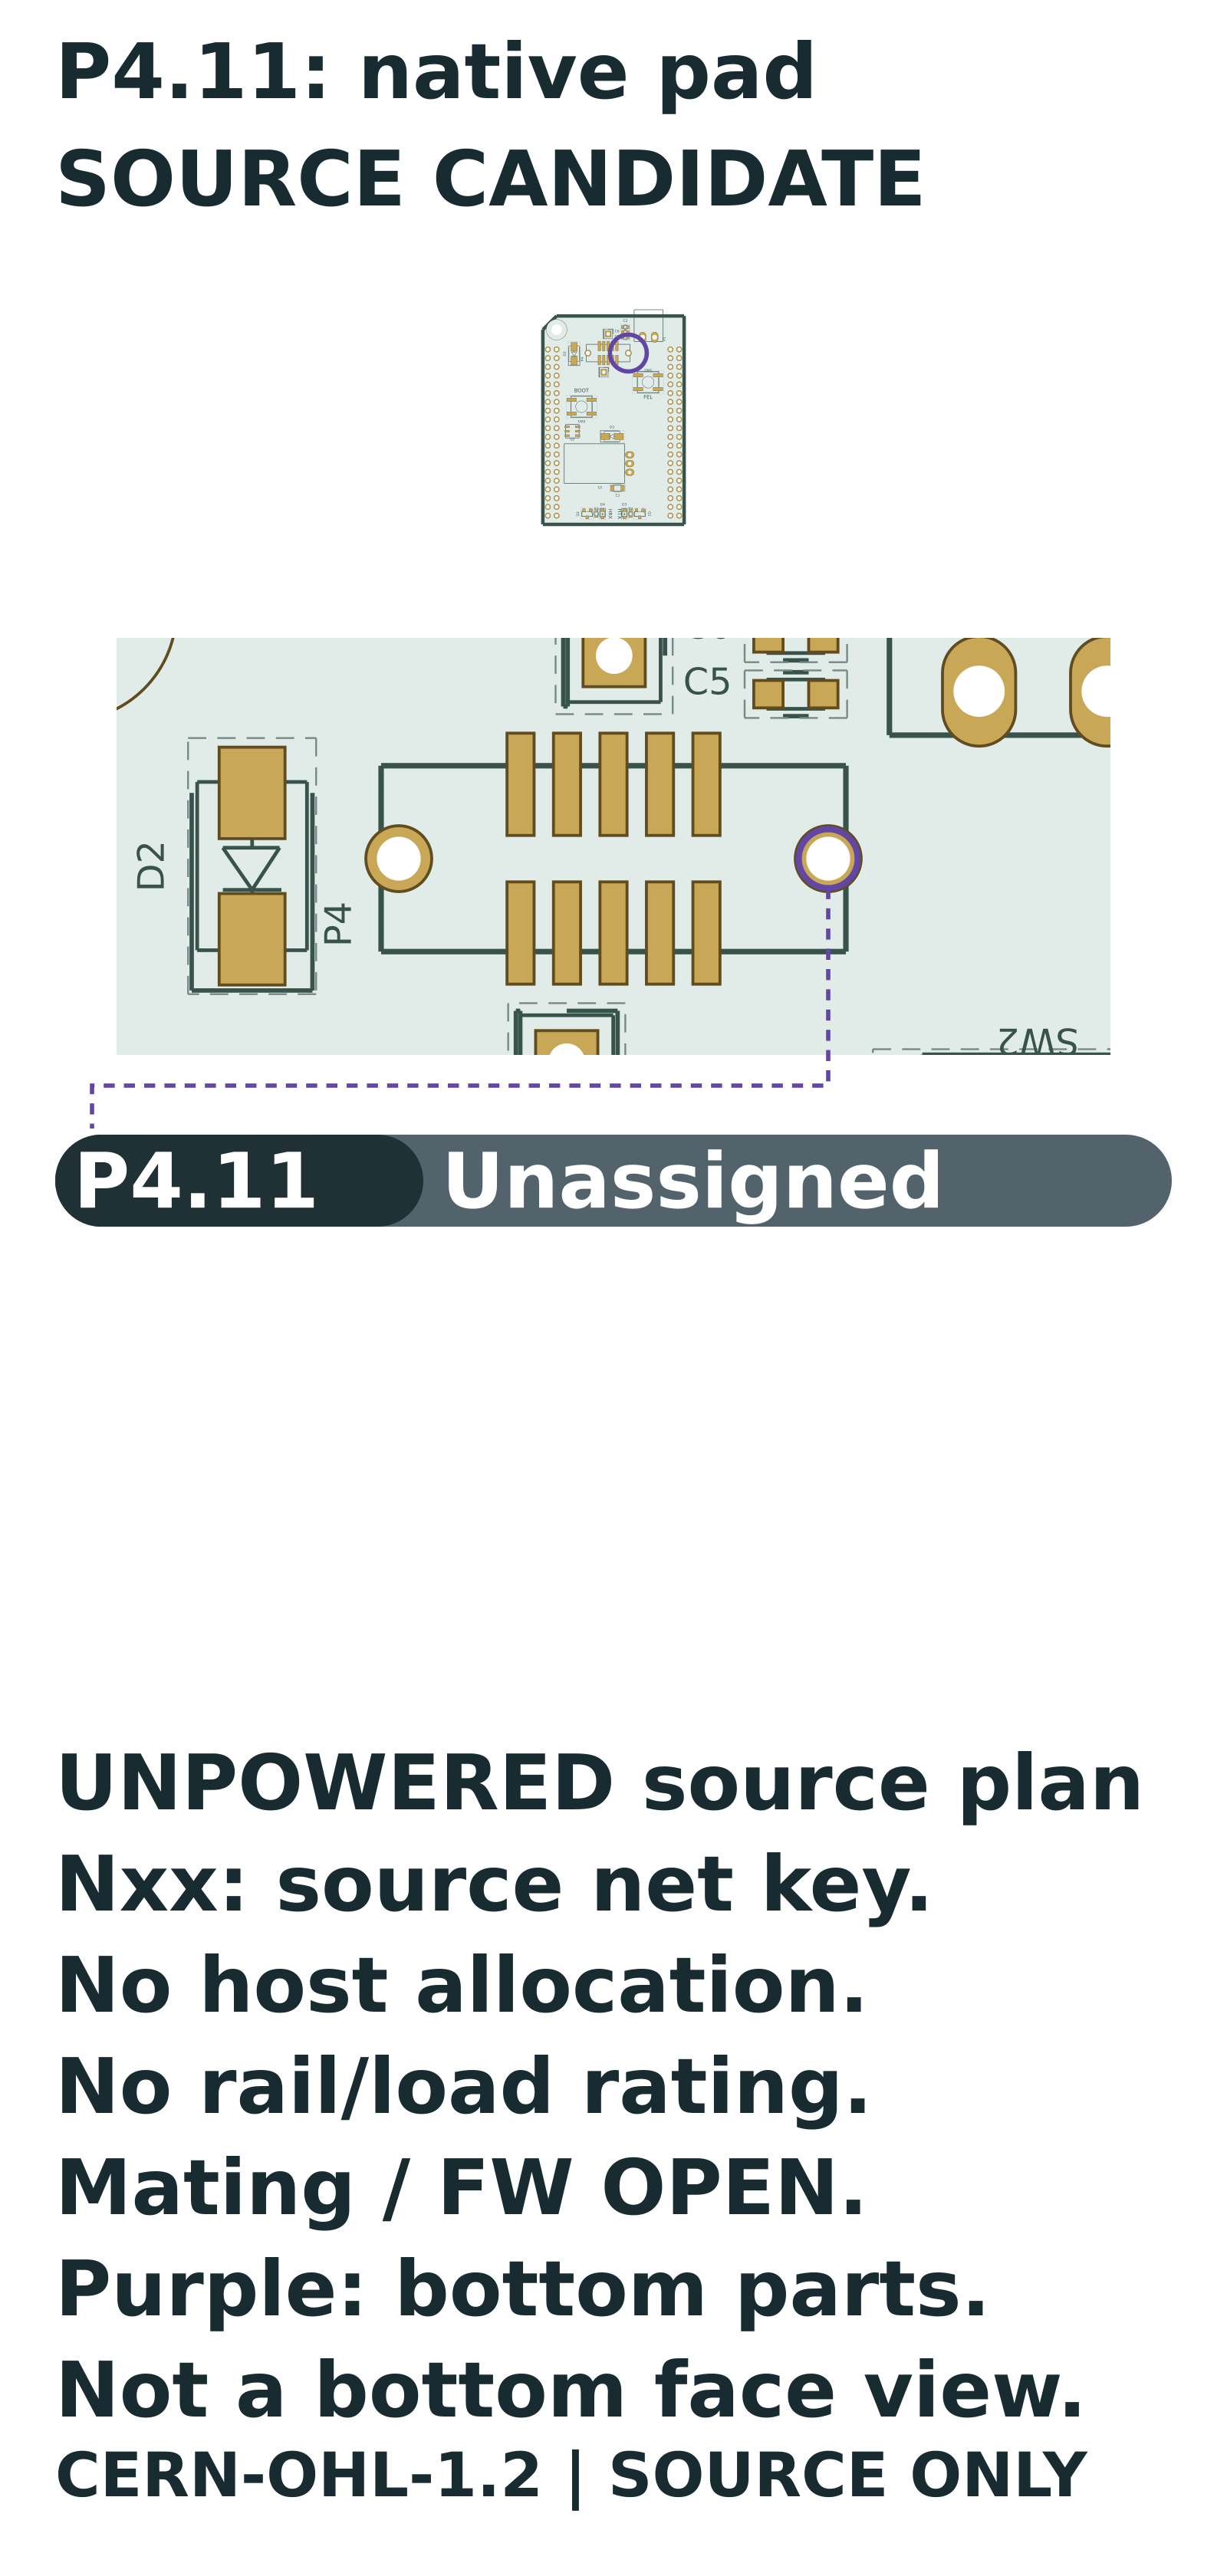 P4.11: native pad
SOURCE CANDIDATE
BOOT
FEL
C5
D2
P4
SW2
P4.11 Unassigned
UNPOWERED source plan
Nxx: source net key.
No host allocation.
No rail/load rating.
Mating / FW OPEN.
Purple: bottom parts.
Not a bottom face view.
CERN-OHL-1.2 | SOURCE ONLY